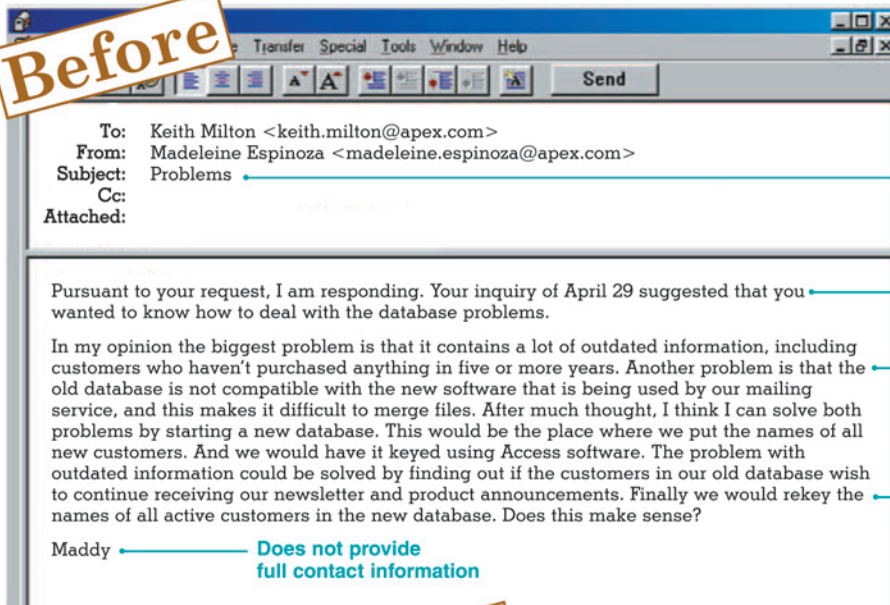 Before
Transfer Special Tools Window Help
Send
To: Keith Milton <keith.milton@apex.com>
From: Madeleine Espinoza <madeleine.espinoza@apex.com>
Subject: Problems
Cc:
Attached:
Pursuant to your request, I am responding. Your inquiry of April 29 suggested that you
wanted to know how to deal with the database problems.
In my opinion the biggest problem is that it contains a lot of outdated information, including
customers who haven't purchased anything in five or more years. Another problem is that the
old database is not compatible with the new software that is being used by our mailing
service, and this makes it difficult to merge files. After much thought, I think I can solve both
problems by starting a new database. This would be the place where we put the names of all
new customers. And we would have it keyed using Access software. The problem with
outdated information could be solved by finding out if the customers in our old database wish
to continue receiving our newsletter and product announcements. Finally we would rekey the
names of all active customers in the new database. Does this make sense?
Maddy
Does not provide
full contact information